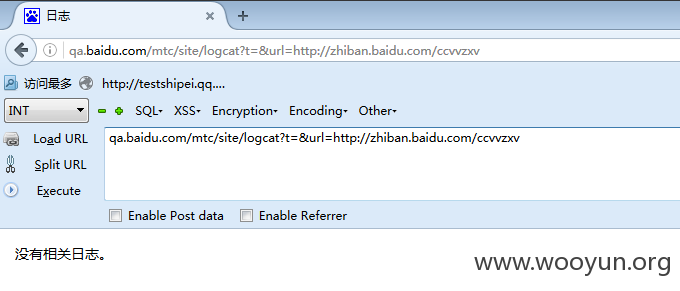 日志
qa.baidu.com/mtc/site/logcat?t=&url=http://zhiban.baidu.com/ccvvzxv
访问最多 http://testshipei.qq....
INT SQL XSS Encryption Encoding Other
Load URL qa.baidu.com/mtc/site/logcat?t=&url=http://zhiban.baidu.com/ccvvzxv
Split URL
Execute
Enable Post data Enable Referrer
没有相关日志。
www.wooyun.org